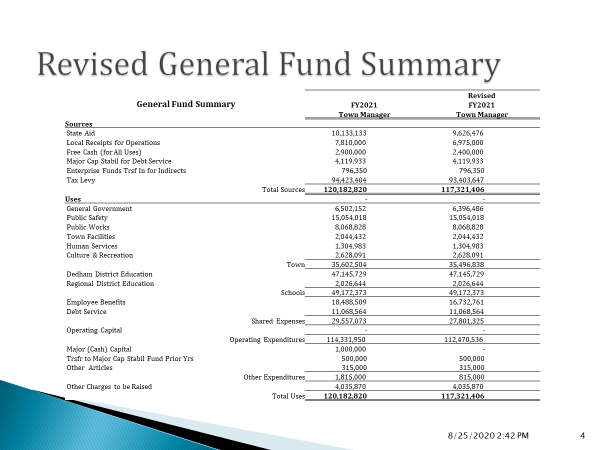 Revised General Fund Summary
Revised
General Fund Summary FY2021 FY2021
Town Manager Town Manager
Sources
State Aid 10,133,133 9,626,476
Local Receipts for Operations 7,810,000 6,975,000
Free Cash (for All Uses) 2,900,000 2,400,000
Major Cap Stabil for Debt Service 4,119,933 4,119,933
Enterprise Funds Trsf In for Indirects 796,350 796,350
Tax Levy 94,423,404 93,403,647
Total Sources 120,182,820 117,321,406
Uses - -
General Government 6,502,152 6,396,486
Public Safety 15,054,018 15,054,018
Public Works 8,068,828 8,068,828
Town Facilities 2,044,432 2,044,432
Human Services 1,304,983 1,304,983
Culture & Recreation 2,628,091 2,628,091
Town 35,602,504 35,496,838
Dedham District Education 47,145,729 47,145,729
Regional District Education 2,026,644 2,026,644
Schools 49,172,373 49,172,373
Employee Benefits 18,488,509 16,732,761
Debt Service 11,068,564 11,068,564
Shared Expenses 29,557,073 27,801,325
Operating Capital - -
Operating Expenditures 114,331,950 112,470,536
Major (Cash) Capital 1,000,000 -
Trsfr to Major Cap Stabil Fund Prior Yrs 500,000 500,000
Other Articles 315,000 315,000
Other Expenditures 1,815,000 815,000
Other Charges to be Raised 4,035,870 4,035,870
Total Uses 120,182,820 117,321,406
8/25/2020 2:42 PM 4